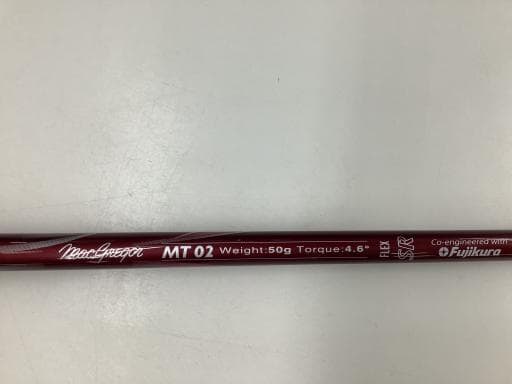 MacGregor MT 02 Weight:50g Torque:4.6° FLEX SR Co-engineered with
Fujikura